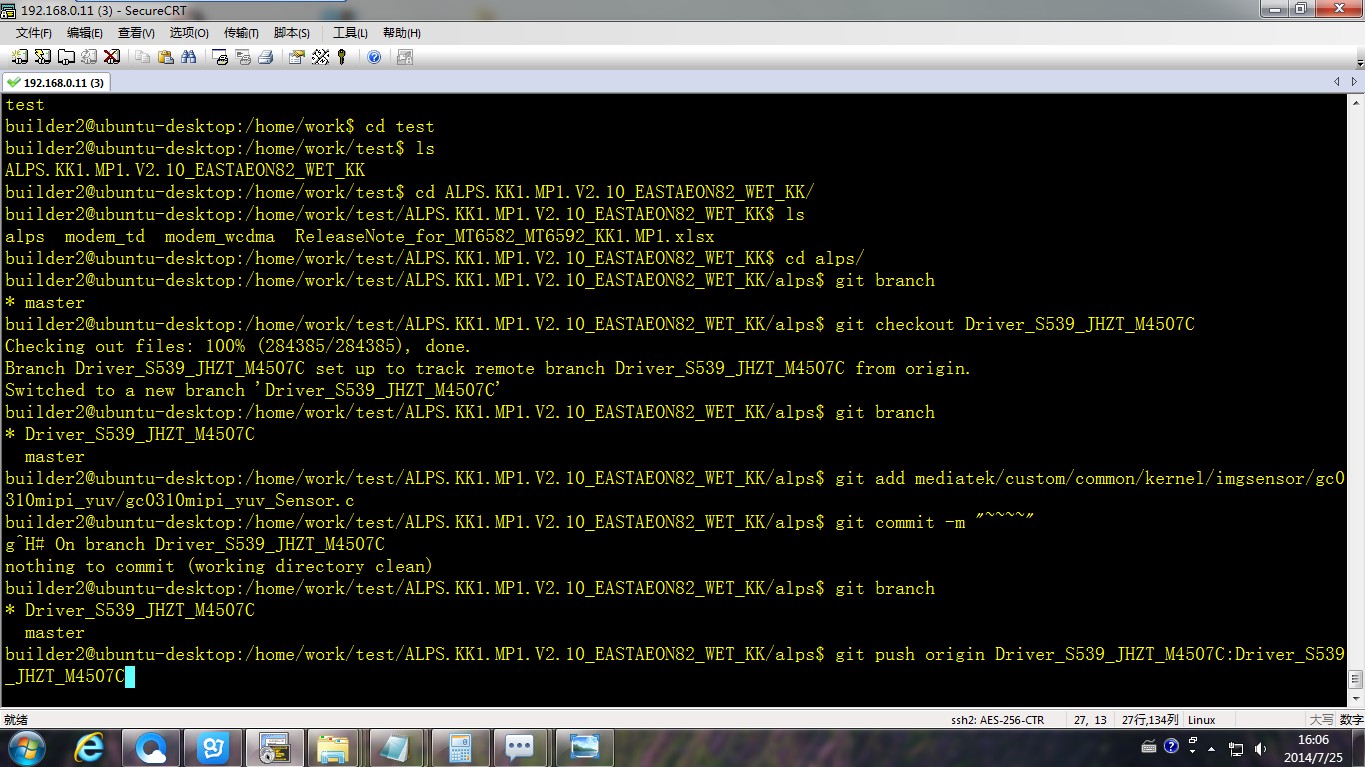 192.168.0.11 (3) - SecureCRT
文件(F) 编辑(E) 查看(V) 选项(O) 传输(T) 脚本(S) 工具(L) 帮助(H)
192.168.0.11 (3)
test
builder2@ubuntu-desktop:/home/work$ cd test
builder2@ubuntu-desktop:/home/work/test$ ls
ALPS.KK1.MP1.V2.10_EASTAEON82_WET_KK
builder2@ubuntu-desktop:/home/work/test$ cd ALPS.KK1.MP1.V2.10_EASTAEON82_WET_KK/
builder2@ubuntu-desktop:/home/work/test/ALPS.KK1.MP1.V2.10_EASTAEON82_WET_KK$ ls
alps  modem_td  modem_wcdma  ReleaseNote_for_MT6582_MT6592_KK1.MP1.xlsx
builder2@ubuntu-desktop:/home/work/test/ALPS.KK1.MP1.V2.10_EASTAEON82_WET_KK$ cd alps/
builder2@ubuntu-desktop:/home/work/test/ALPS.KK1.MP1.V2.10_EASTAEON82_WET_KK/alps$ git branch
* master
builder2@ubuntu-desktop:/home/work/test/ALPS.KK1.MP1.V2.10_EASTAEON82_WET_KK/alps$ git checkout Driver_S539_JHZT_M4507C
Checking out files: 100% (284385/284385), done.
Branch Driver_S539_JHZT_M4507C set up to track remote branch Driver_S539_JHZT_M4507C from origin.
Switched to a new branch 'Driver_S539_JHZT_M4507C'
builder2@ubuntu-desktop:/home/work/test/ALPS.KK1.MP1.V2.10_EASTAEON82_WET_KK/alps$ git branch
* Driver_S539_JHZT_M4507C
  master
builder2@ubuntu-desktop:/home/work/test/ALPS.KK1.MP1.V2.10_EASTAEON82_WET_KK/alps$ git add mediatek/custom/common/kernel/imgsensor/gc0
310mipi_yuv/gc0310mipi_yuv_Sensor.c
builder2@ubuntu-desktop:/home/work/test/ALPS.KK1.MP1.V2.10_EASTAEON82_WET_KK/alps$ git commit -m "~~~~"
g^H# On branch Driver_S539_JHZT_M4507C
nothing to commit (working directory clean)
builder2@ubuntu-desktop:/home/work/test/ALPS.KK1.MP1.V2.10_EASTAEON82_WET_KK/alps$ git branch
* Driver_S539_JHZT_M4507C
  master
builder2@ubuntu-desktop:/home/work/test/ALPS.KK1.MP1.V2.10_EASTAEON82_WET_KK/alps$ git push origin Driver_S539_JHZT_M4507C:Driver_S539
_JHZT_M4507C
就绪 ssh2: AES-256-CTR 27, 13 27行,134列 Linux 大写 数字
16:06
2014/7/25